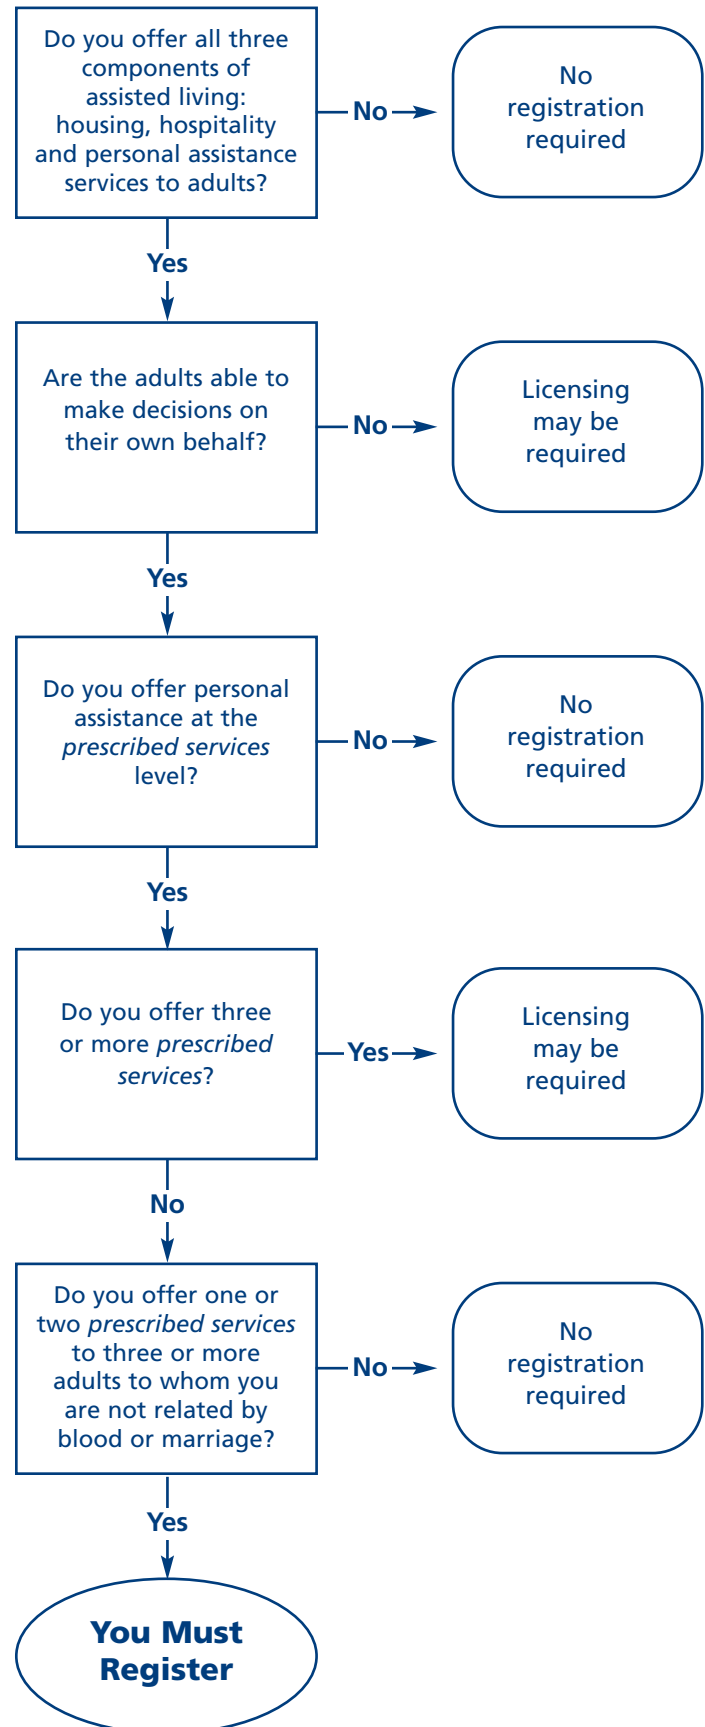 Do you offer all three
components of
assisted living:
housing, hospitality
and personal assistance
services to adults?
No
No
registration
required
Yes
Are the adults able to
make decisions on
their own behalf?
No
Licensing
may be
required
Yes
Do you offer personal
assistance at the
prescribed services
level?
No
No
registration
required
Yes
Do you offer three
or more prescribed
services?
Yes
Licensing
may be
required
No
Do you offer one or
two prescribed services
to three or more
adults to whom you
are not related by
blood or marriage?
No
No
registration
required
Yes
You Must
Register